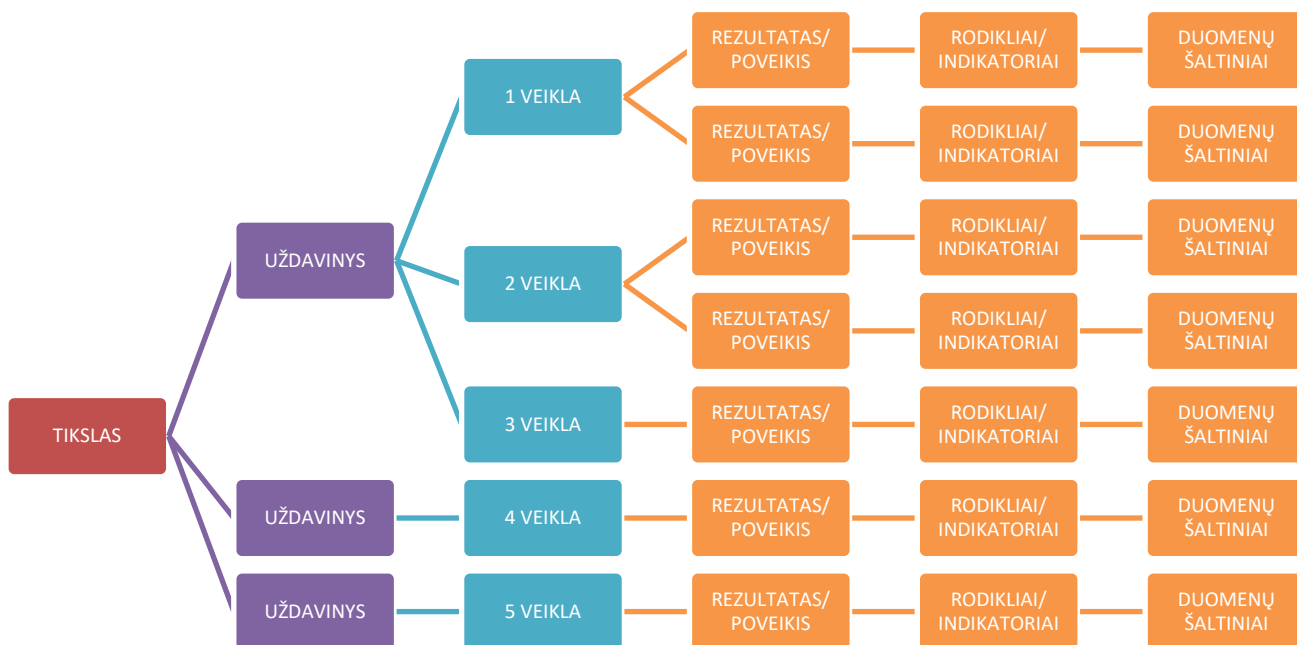 REZULTATAS/
POVEIKIS
RODIKLIAI/
INDIKATORIAI
DUOMENŲ
ŠALTINIAI
1 VEIKLA
REZULTATAS/
POVEIKIS
RODIKLIAI/
INDIKATORIAI
DUOMENŲ
ŠALTINIAI
UŽDAVINYS
2 VEIKLA
REZULTATAS/
POVEIKIS
RODIKLIAI/
INDIKATORIAI
DUOMENŲ
ŠALTINIAI
REZULTATAS/
POVEIKIS
RODIKLIAI/
INDIKATORIAI
DUOMENŲ
ŠALTINIAI
TIKSLAS
3 VEIKLA
REZULTATAS/
POVEIKIS
RODIKLIAI/
INDIKATORIAI
DUOMENŲ
ŠALTINIAI
UŽDAVINYS
4 VEIKLA
REZULTATAS/
POVEIKIS
RODIKLIAI/
INDIKATORIAI
DUOMENŲ
ŠALTINIAI
UŽDAVINYS
5 VEIKLA
REZULTATAS/
POVEIKIS
RODIKLIAI/
INDIKATORIAI
DUOMENŲ
ŠALTINIAI